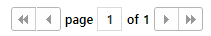 page 1 of 1